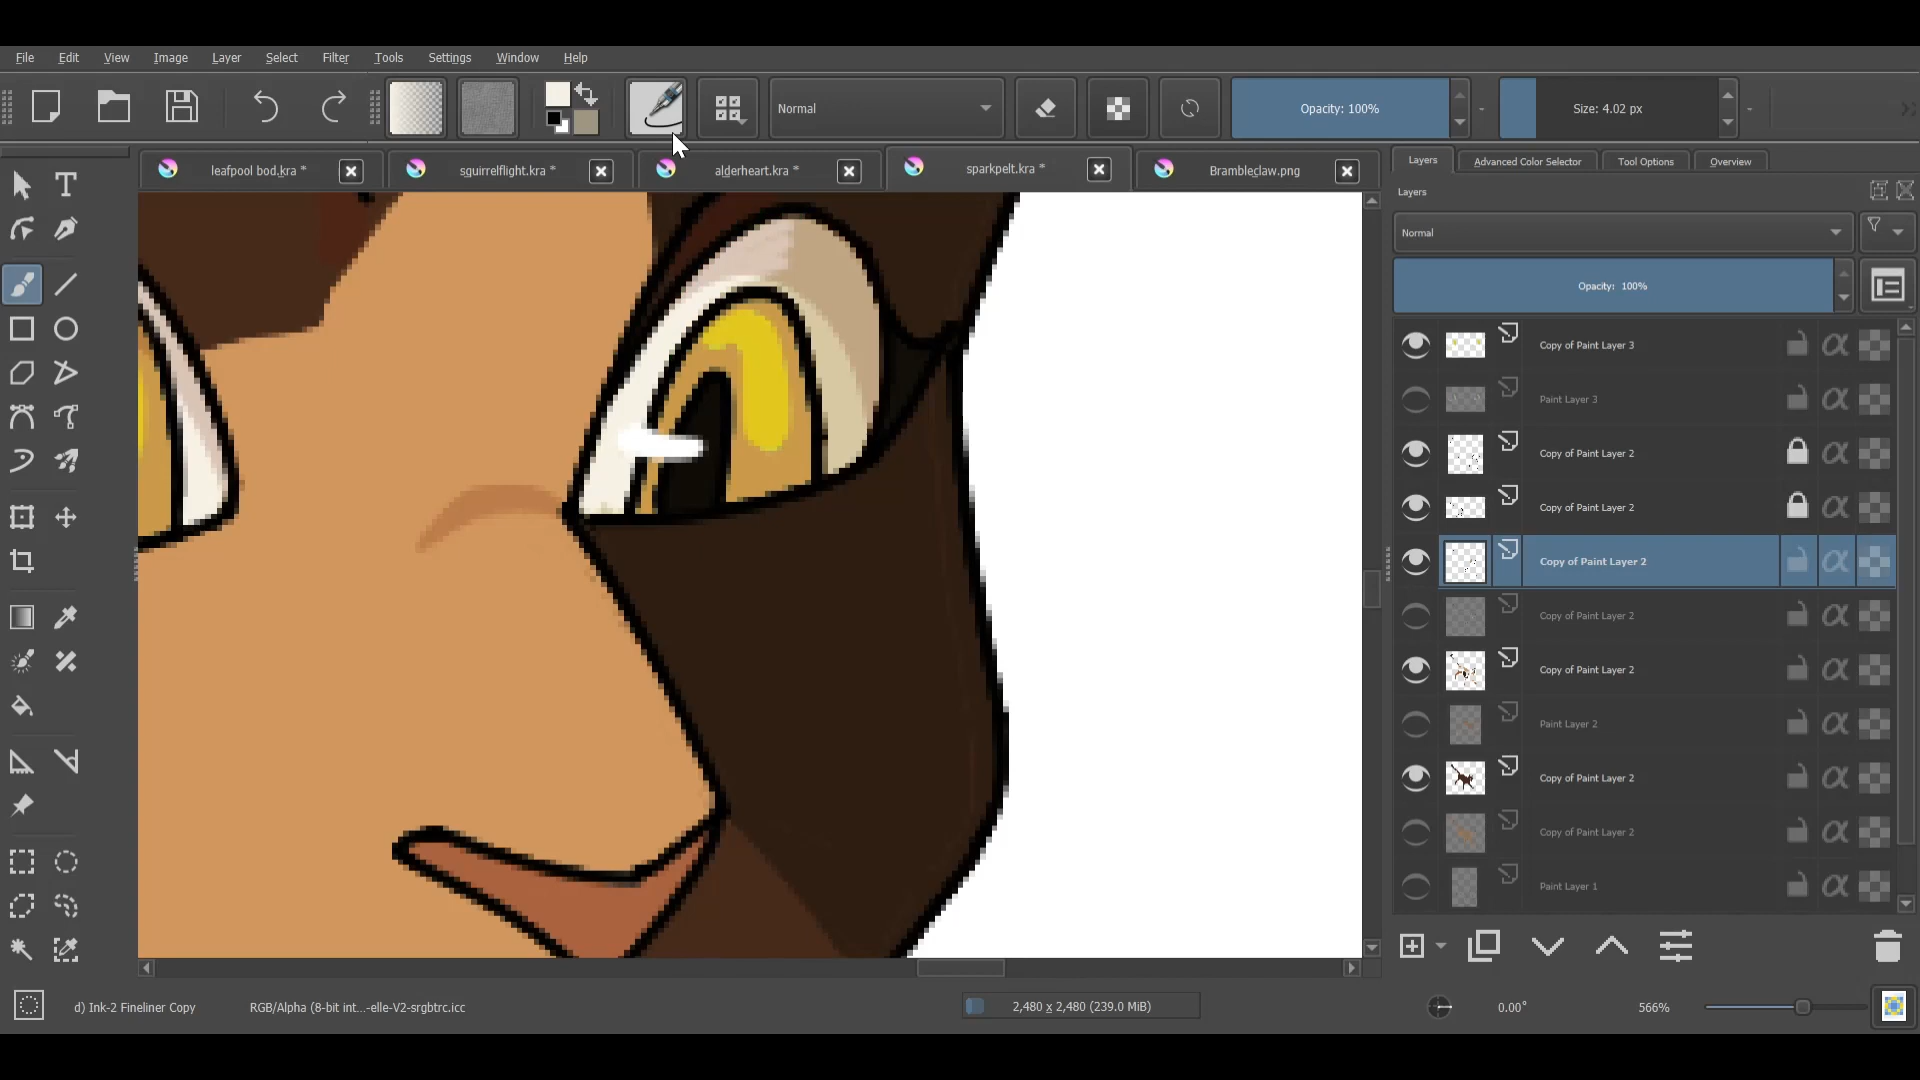 File Edit View Image Layer Select Filter Tools Settings Window Help
Normal Opacity: 100% Size: 4.02 px
leafpool bod.kra * squirrelflight.kra * alderheart.kra * sparkpelt.kra * Brambleclaw.png
Layers Advanced Color Selector Tool Options Overview
Layers
Normal
Opacity: 100%
Copy of Paint Layer 3
Paint Layer 3
Copy of Paint Layer 2
Copy of Paint Layer 2
Copy of Paint Layer 2
Copy of Paint Layer 2
Copy of Paint Layer 2
Paint Layer 2
Copy of Paint Layer 2
Copy of Paint Layer 2
Paint Layer 1
d) Ink-2 Fineliner Copy RGB/Alpha (8-bit int...-elle-V2-srgbtrc.icc 2,480 x 2,480 (239.0 MiB) 0.00° 566%